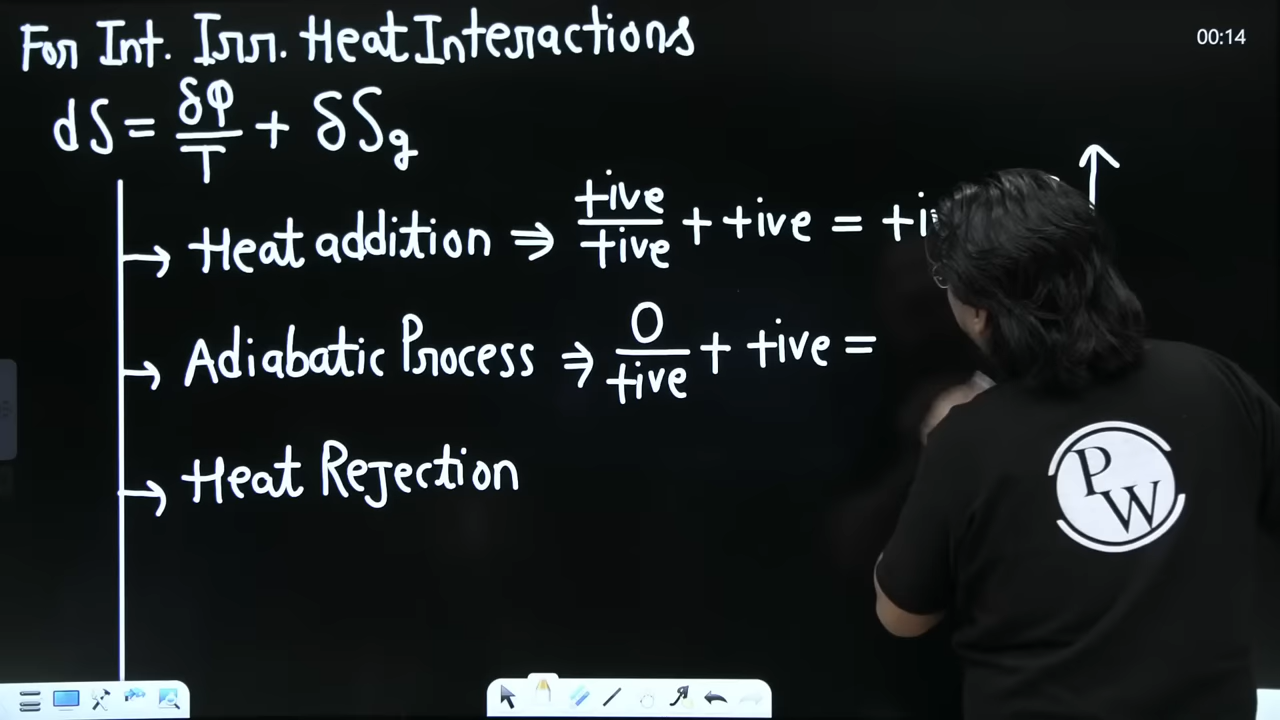 For Int. Irr. Heat Interactions
00:14
dS = δφ/T + δSg
→ Heat addition ⇒ +ive/+ive + +ive = +i
→ Adiabatic Process ⇒ 0/+ive + +ive =
→ Heat Rejection
PW